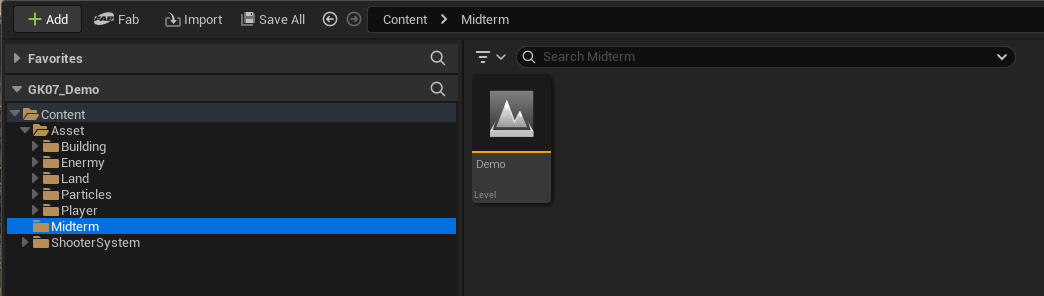 Add Fab Import Save All Content Midterm
Favorites
Search Midterm
GK07_Demo
Content
Asset
Building
Enermy
Land
Particles
Player
Midterm
ShooterSystem
Demo
Level